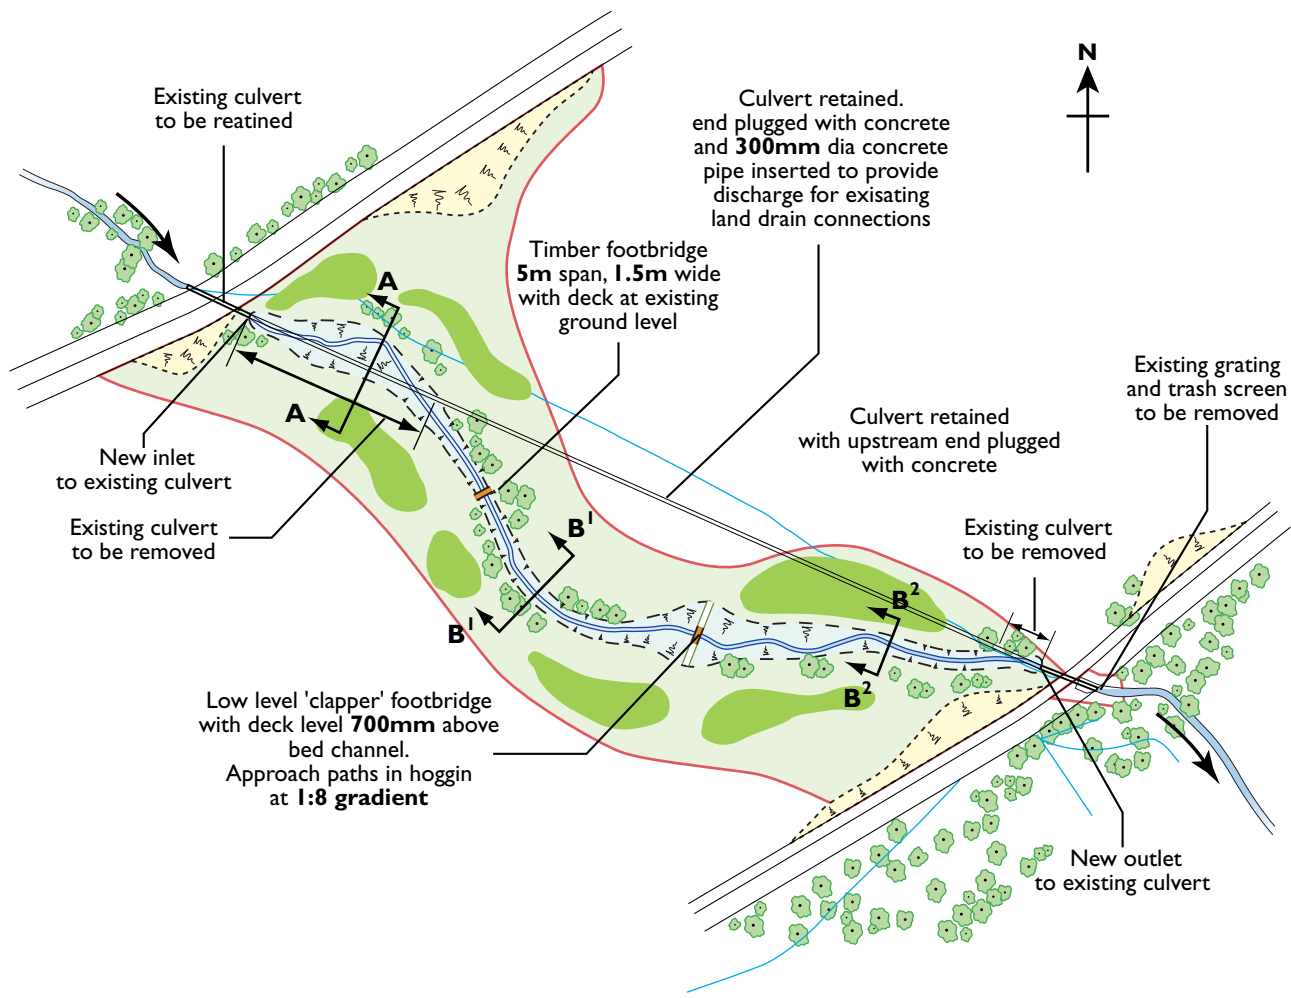 N
Existing culvert
to be reatined
Culvert retained.
end plugged with concrete
and 300mm dia concrete
pipe inserted to provide
discharge for exisating
land drain connections
Timber footbridge
5m span, 1.5m wide
with deck at existing
ground level
A
A
Existing grating
and trash screen
to be removed
Culvert retained
with upstream end plugged
with concrete
New inlet
to existing culvert
Existing culvert
to be removed
Existing culvert
to be removed
B1
B1
B2
B2
Low level 'clapper' footbridge
with deck level 700mm above
bed channel.
Approach paths in hoggin
at 1:8 gradient
New outlet
to existing culvert